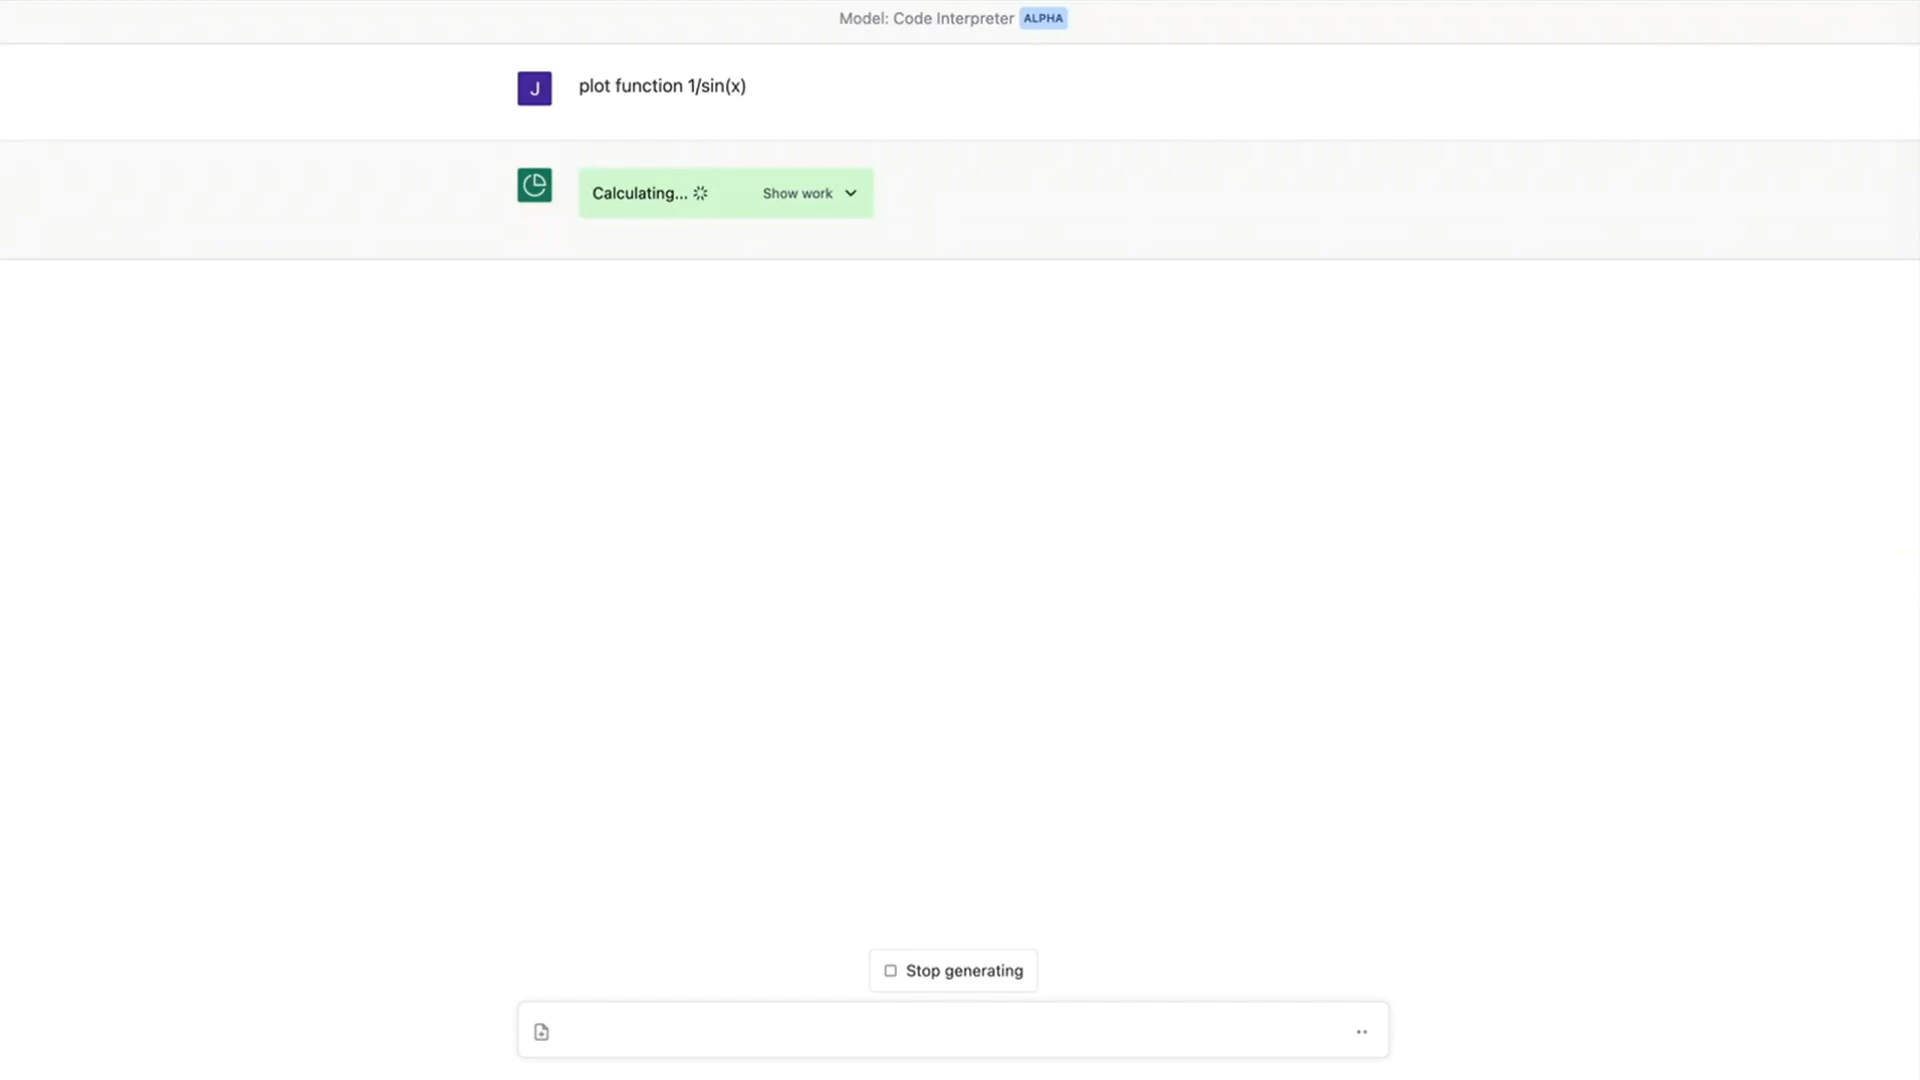 Model: Code Interpreter ALPHA
J plot function 1/sin(x)
Calculating... Show work
Stop generating